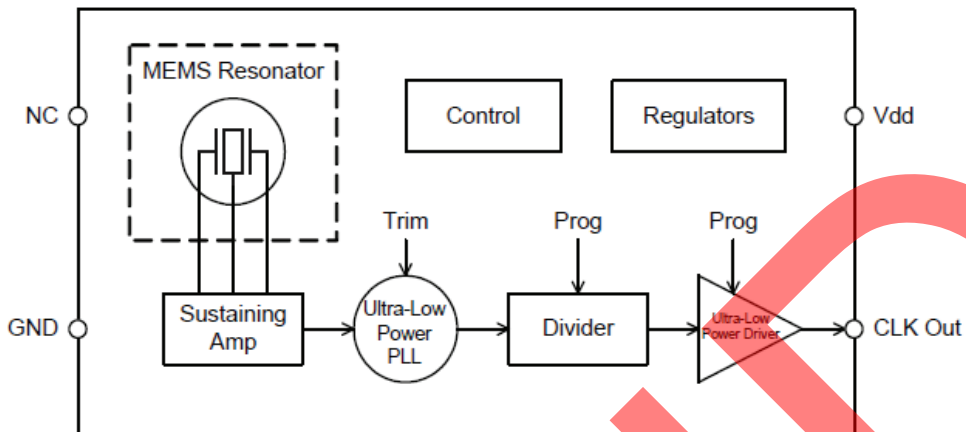 MEMS Resonator
NC
Control
Regulators
Vdd
Trim
Prog
Prog
GND
Sustaining
Amp
Ultra-Low
Power
PLL
Divider
Ultra-Low
Power Driver
CLK Out